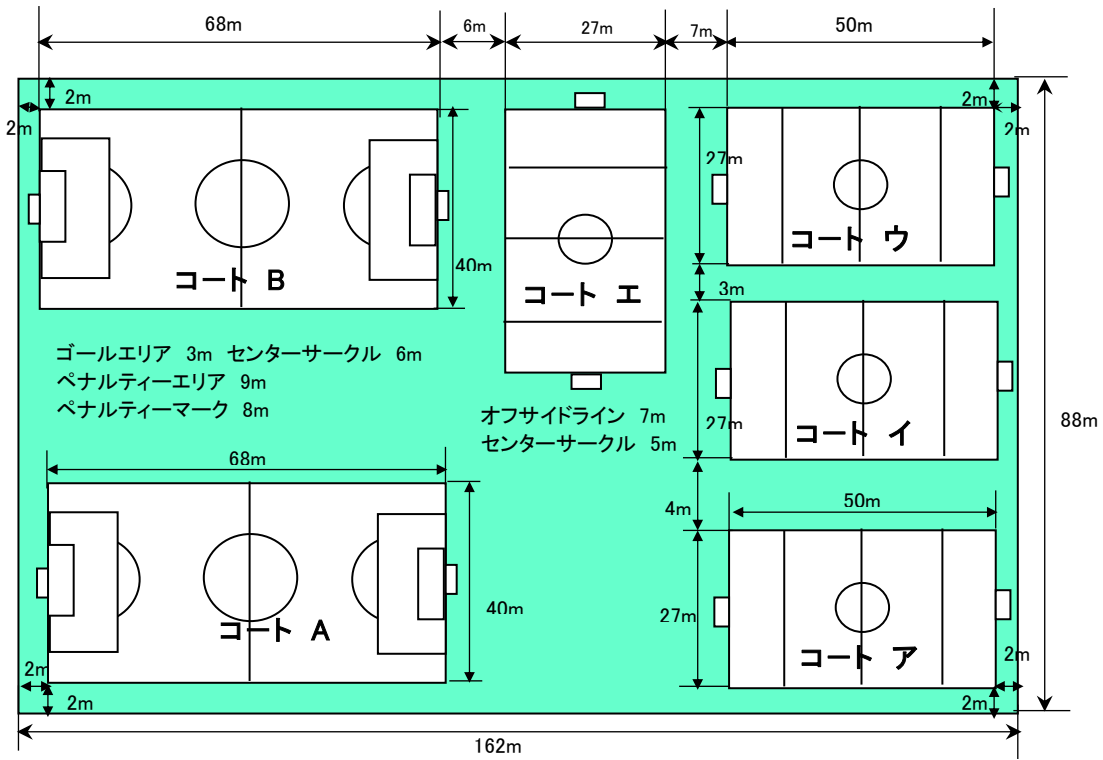 68m
6m
27m
7m
50m
2m
2m
2m
2m
27m
40m
コート B
コート エ
コート ウ
3m
ゴールエリア 3m センターサークル 6m
ペナルティーエリア 9m
ペナルティーマーク 8m
オフサイドライン 7m
センターサークル 5m
27m
コート イ
88m
68m
4m
50m
40m
27m
コート A
コート ア
2m
2m
2m
2m
162m